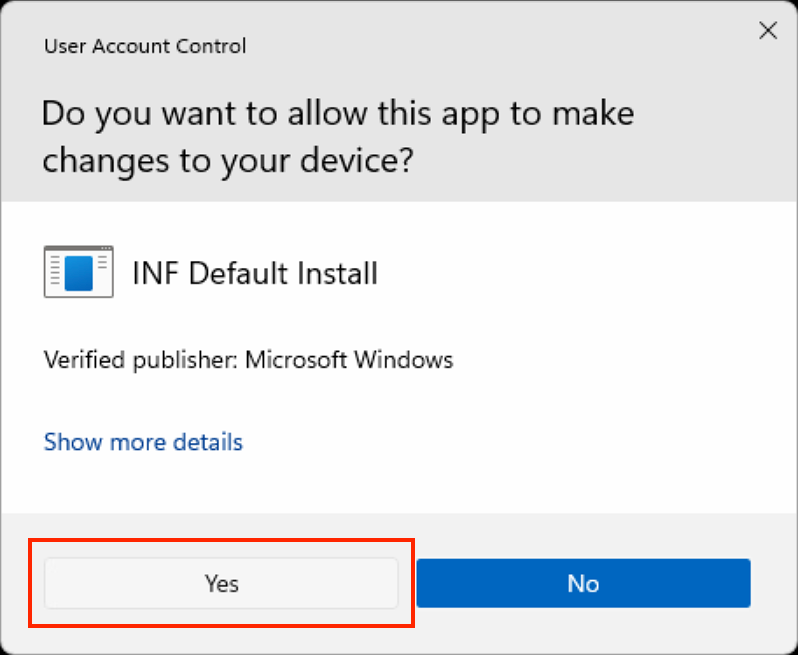 User Account Control
Do you want to allow this app to make
changes to your device?
INF Default Install
Verified publisher: Microsoft Windows
Show more details
Yes
No